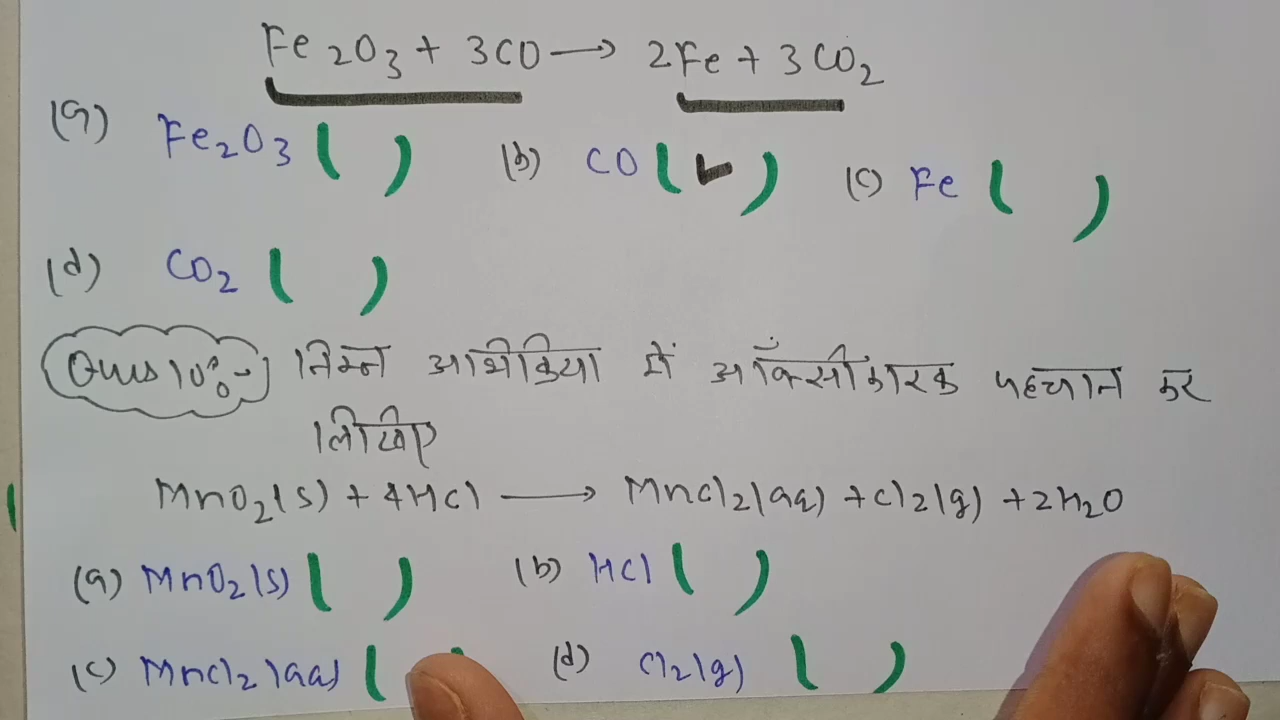 Fe2O3 + 3CO → 2Fe + 3CO2
(a) Fe2O3 ( ) (b) CO (✓) (c) Fe ( )
(d) CO2 ( )
Ques 10%:- निम्न अभिक्रिया में ऑक्सीकारक पहचान कर
लिखिए
MnO2(s) + 4HCl → MnCl2(aq) + Cl2(g) + 2H2O
(a) MnO2(s) ( ) (b) HCl ( )
(c) MnCl2(aq) ( ) (d) Cl2(g) ( )